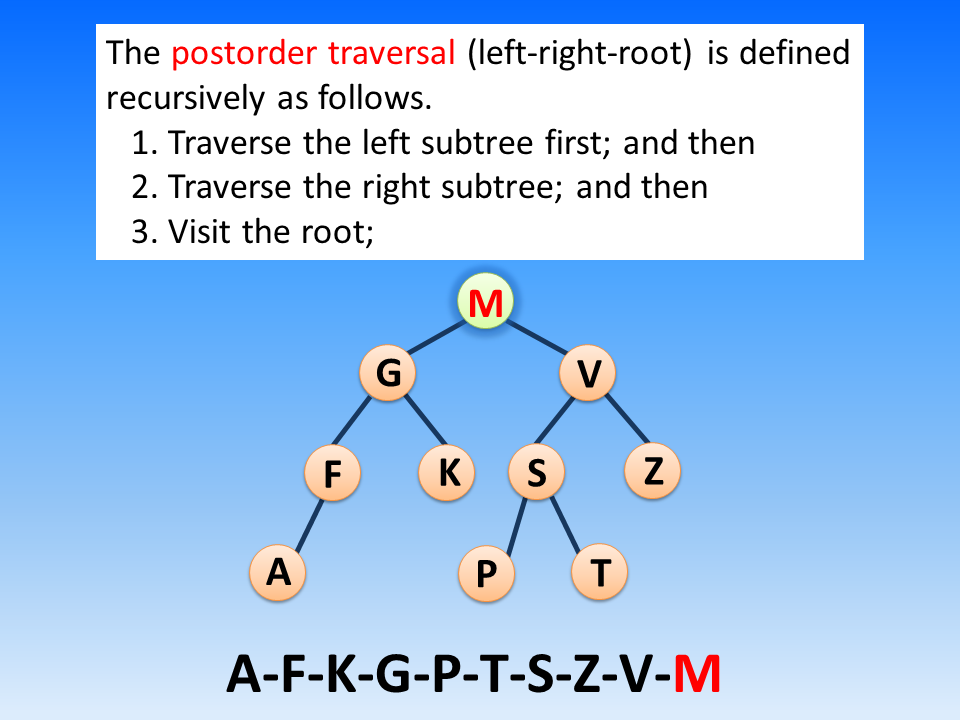 The postorder traversal (left-right-root) is defined
recursively as follows.
1. Traverse the left subtree first; and then
2. Traverse the right subtree; and then
3. Visit the root;
M
G V
F K S Z
A P T
A-F-K-G-P-T-S-Z-V-M